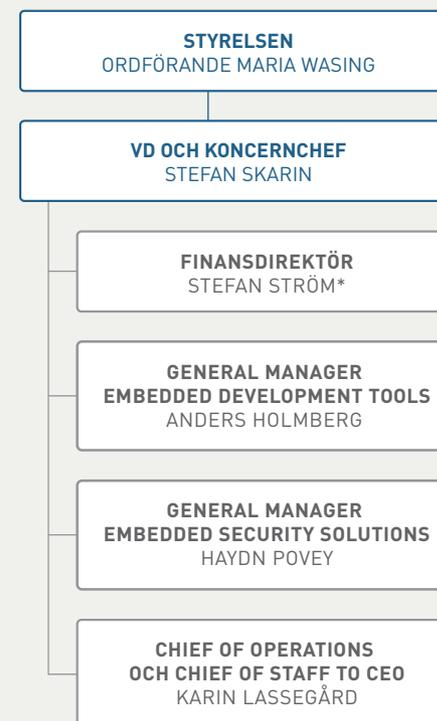 STYRELSEN
ORDFÖRANDE MARIA WASING
VD OCH KONCERNCHEF
STEFAN SKARIN
FINANSDIREKTÖR
STEFAN STRÖM*
GENERAL MANAGER
EMBEDDED DEVELOPMENT TOOLS
ANDERS HOLMBERG
GENERAL MANAGER
EMBEDDED SECURITY SOLUTIONS
HAYDN POVEY
CHIEF OF OPERATIONS
OCH CHIEF OF STAFF TO CEO
KARIN LASSEGÅRD